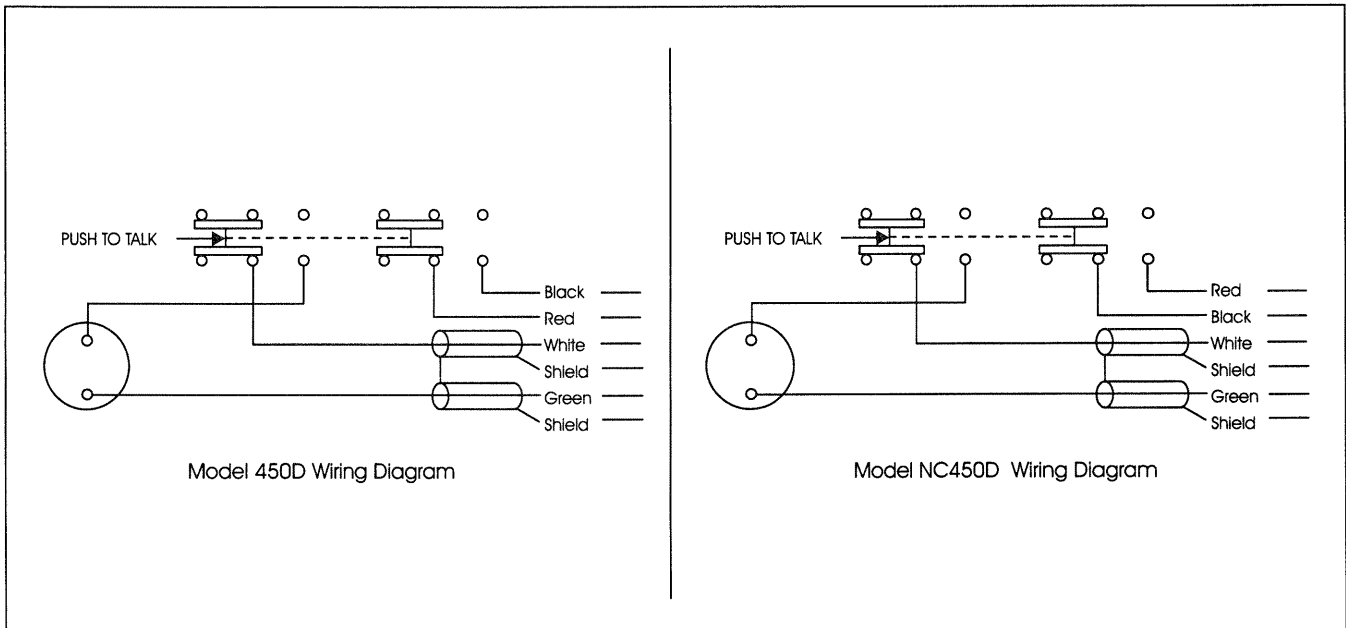 PUSH TO TALK
Black
Red
White
Shield
Green
Shield
Model 450D Wiring Diagram
PUSH TO TALK
Red
Black
White
Shield
Green
Shield
Model NC450D Wiring Diagram